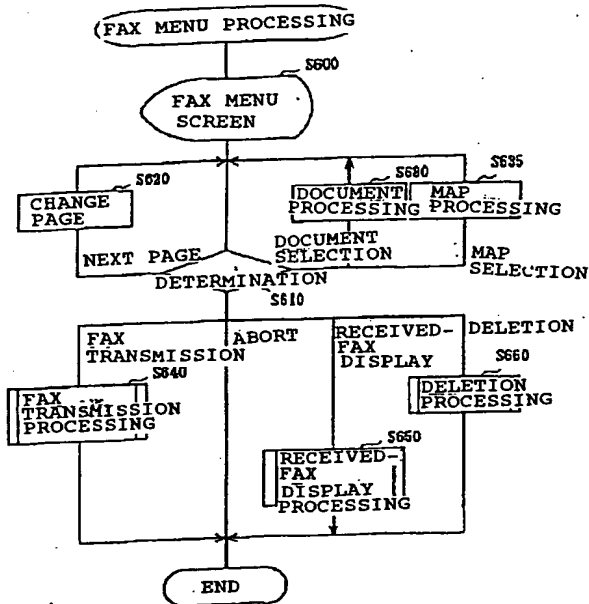 FAX MENU PROCESSING
S600
FAX MENU
SCREEN
S620
CHANGE
PAGE
S680
DOCUMENT
PROCESSING
S635
MAP
PROCESSING
NEXT PAGE
DOCUMENT
SELECTION
MAP
SELECTION
DETERMINATION
S610
FAX
TRANSMISSION
ABORT
RECEIVED-
FAX
DISPLAY
DELETION
S640
FAX
TRANSMISSION
PROCESSING
S660
DELETION
PROCESSING
S650
RECEIVED-
FAX
DISPLAY
PROCESSING
END